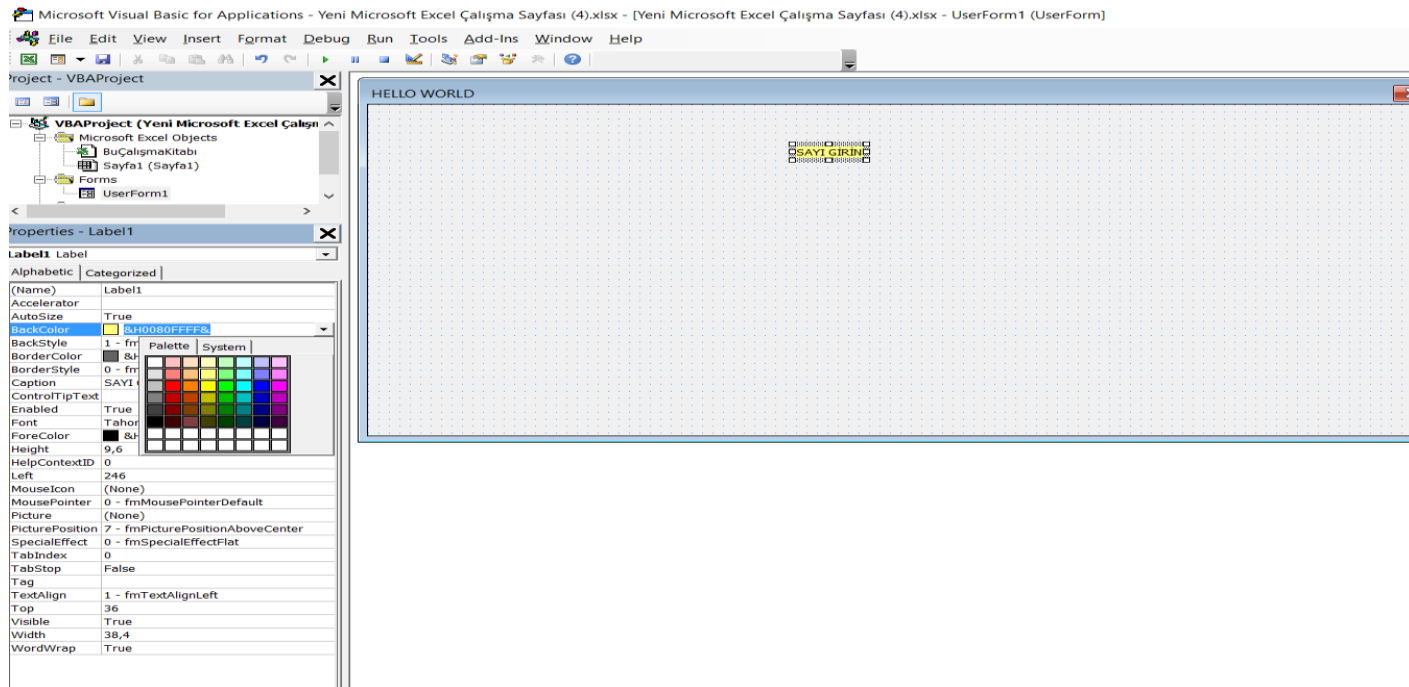 Microsoft Visual Basic for Applications - Yeni Microsoft Excel Çalışma Sayfası (4).xlsx - [Yeni Microsoft Excel Çalışma Sayfası (4).xlsx - UserForm1 (UserForm)]
File Edit View Insert Format Debug Run Tools Add-Ins Window Help
Project - VBAProject
VBAProject (Yeni Microsoft Excel Çalışn
Microsoft Excel Objects
BuÇalışmaKitabı
Sayfa1 (Sayfa1)
Forms
UserForm1
Properties - Label1
Label1 Label
Alphabetic Categorized
(Name) Label1
Accelerator
AutoSize True
BackColor &H0080FFFF&
BackStyle 1 - fm
BorderColor &H
BorderStyle 0 - fm
Caption SAYI
ControlTipText
Enabled True
Font Tahor
ForeColor &H
Height 9,6
HelpContextID 0
Left 246
MouseIcon (None)
MousePointer 0 - fmMousePointerDefault
Picture (None)
PicturePosition 7 - fmPicturePositionAboveCenter
SpecialEffect 0 - fmSpecialEffectFlat
TabIndex 0
TabStop False
Tag
TextAlign 1 - fmTextAlignLeft
Top 36
Visible True
Width 38,4
WordWrap True
Palette System
HELLO WORLD
SAYI GİRİN